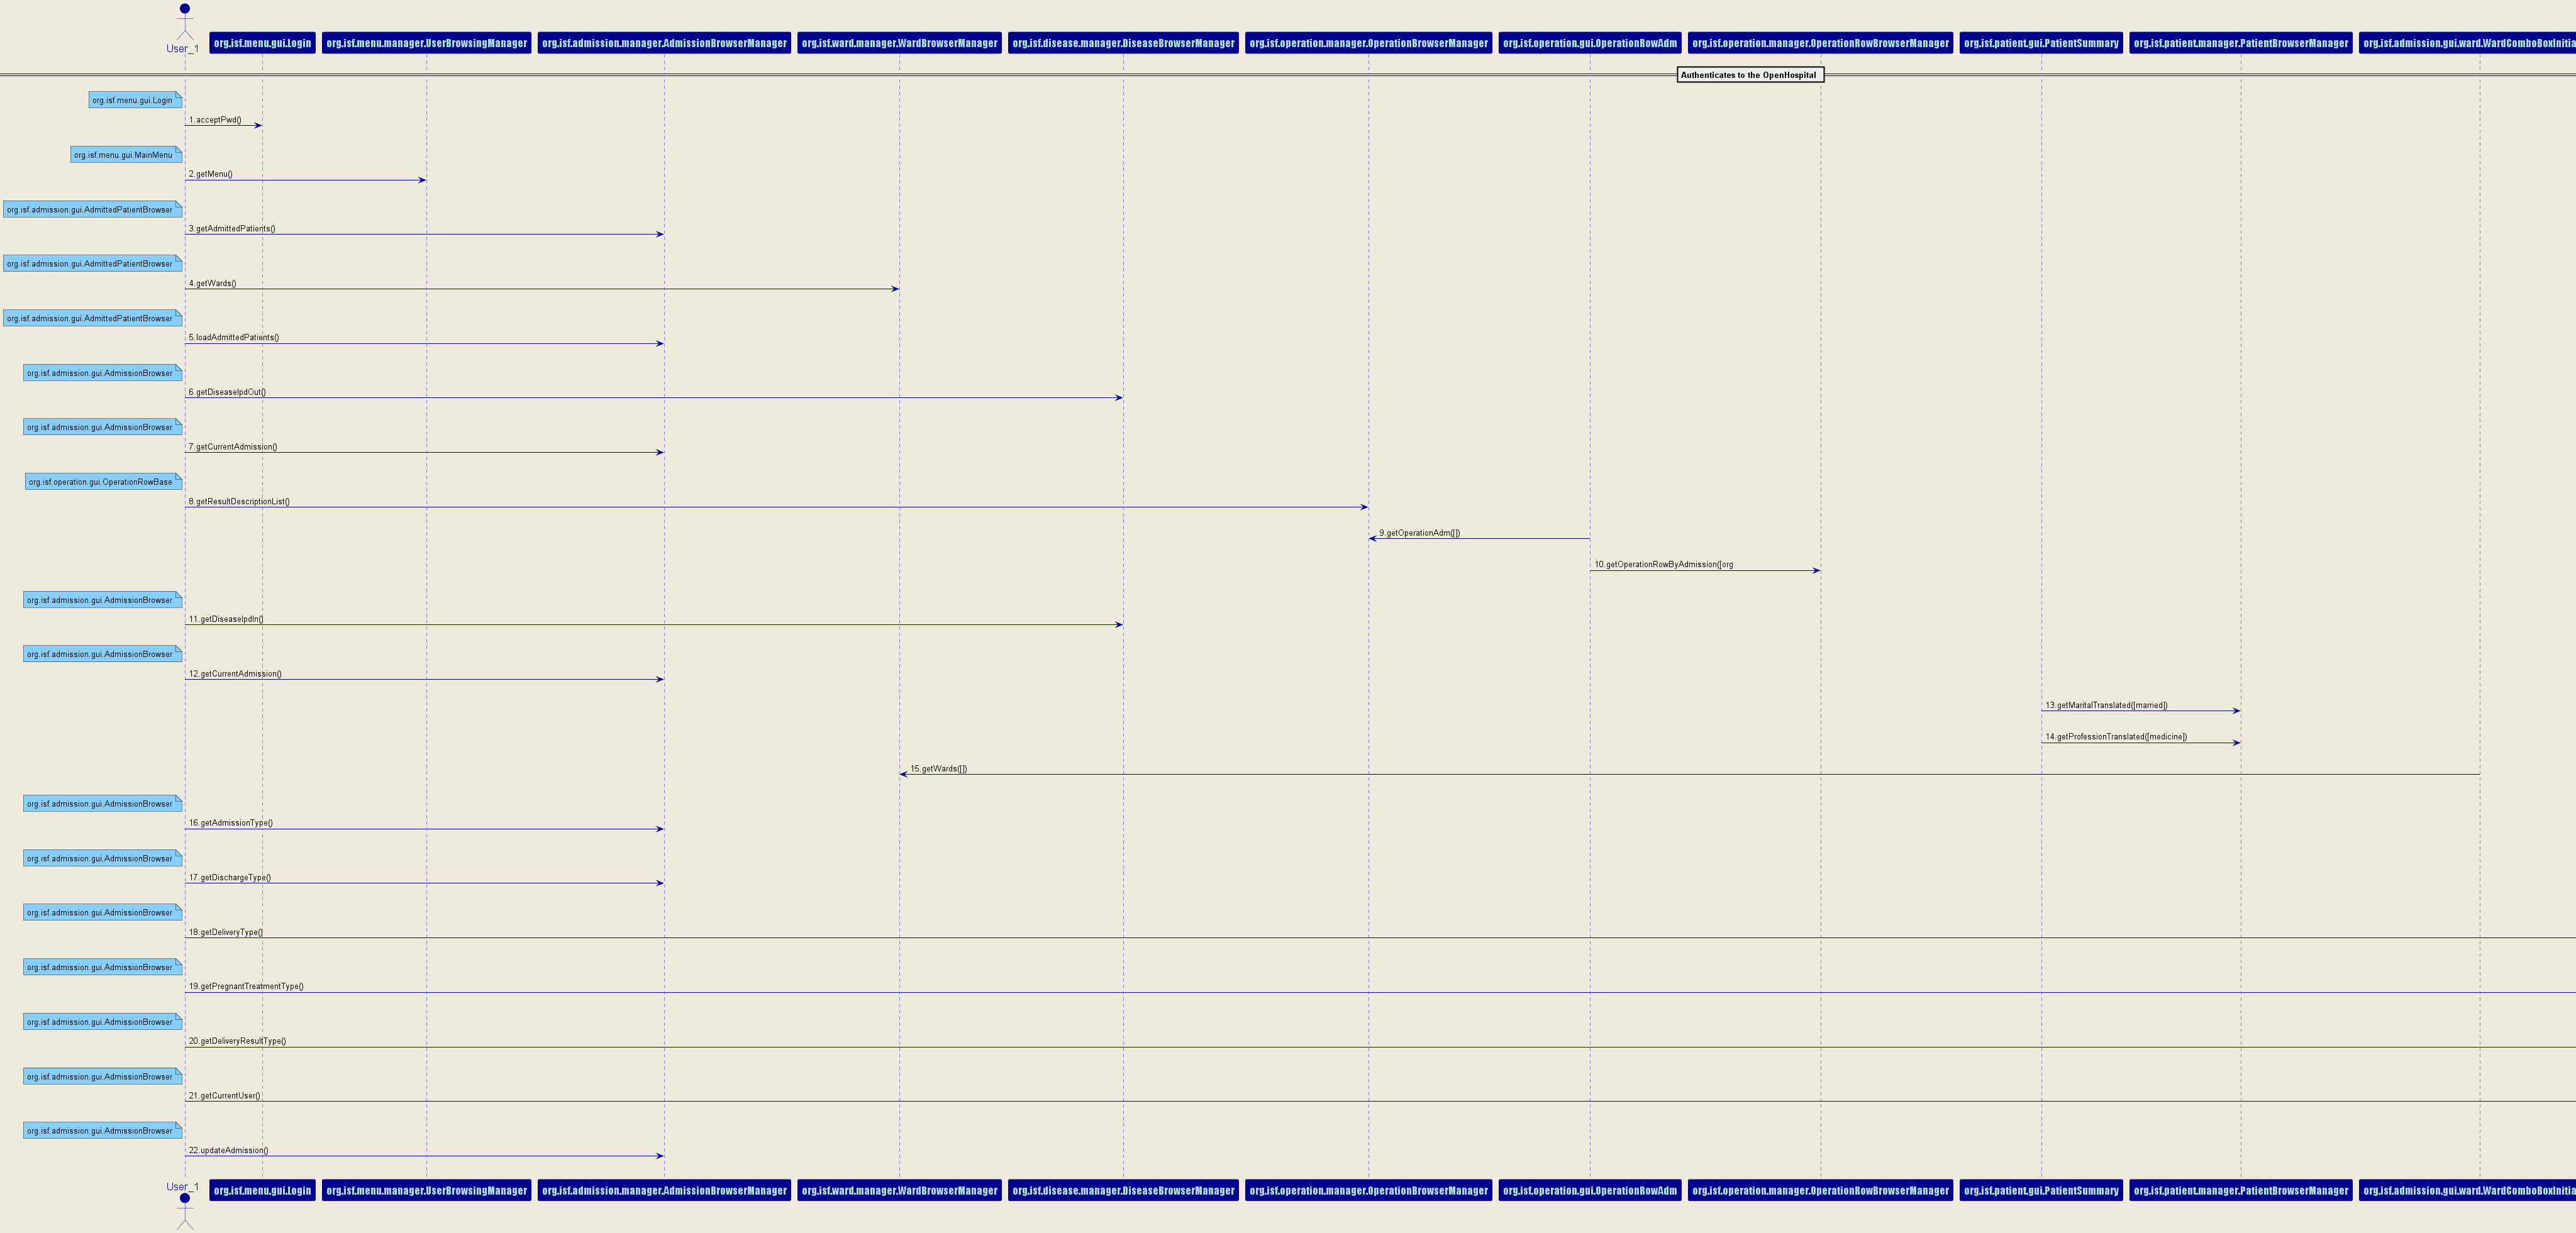 User_1
org.isf.menu.gui.Login
org.isf.menu.manager.UserBrowsingManager
org.isf.admission.manager.AdmissionBrowserManager
org.isf.ward.manager.WardBrowserManager
org.isf.disease.manager.DiseaseBrowserManager
org.isf.operation.manager.OperationBrowserManager
org.isf.operation.gui.OperationRowAdm
org.isf.operation.manager.OperationRowBrowserManager
org.isf.patient.gui.PatientSummary
org.isf.patient.manager.PatientBrowserManager
org.isf.admission.gui.ward.WardComboBoxInitia
Authenticates to the OpenHospital
org.isf.menu.gui.Login
1.acceptPwd()
org.isf.menu.gui.MainMenu
2.getMenu()
org.isf.admission.gui.AdmittedPatientBrowser
3.getAdmittedPatients()
org.isf.admission.gui.AdmittedPatientBrowser
4.getWards()
org.isf.admission.gui.AdmittedPatientBrowser
5.loadAdmittedPatients()
org.isf.admission.gui.AdmissionBrowser
6.getDiseaseIpdOut()
org.isf.admission.gui.AdmissionBrowser
7.getCurrentAdmission()
org.isf.operation.gui.OperationRowBase
8.getResultDescriptionList()
9.getOperationAdm([])
10.getOperationRowByAdmission([org
org.isf.admission.gui.AdmissionBrowser
11.getDiseaseIpdIn()
org.isf.admission.gui.AdmissionBrowser
12.getCurrentAdmission()
13.getMaritalTranslated([married])
14.getProfessionTranslated([medicine])
15.getWards([])
org.isf.admission.gui.AdmissionBrowser
16.getAdmissionType()
org.isf.admission.gui.AdmissionBrowser
17.getDischargeType()
org.isf.admission.gui.AdmissionBrowser
18.getDeliveryType()
org.isf.admission.gui.AdmissionBrowser
19.getPregnantTreatmentType()
org.isf.admission.gui.AdmissionBrowser
20.getDeliveryResultType()
org.isf.admission.gui.AdmissionBrowser
21.getCurrentUser()
org.isf.admission.gui.AdmissionBrowser
22.updateAdmission()
User_1
org.isf.menu.gui.Login
org.isf.menu.manager.UserBrowsingManager
org.isf.admission.manager.AdmissionBrowserManager
org.isf.ward.manager.WardBrowserManager
org.isf.disease.manager.DiseaseBrowserManager
org.isf.operation.manager.OperationBrowserManager
org.isf.operation.gui.OperationRowAdm
org.isf.operation.manager.OperationRowBrowserManager
org.isf.patient.gui.PatientSummary
org.isf.patient.manager.PatientBrowserManager
org.isf.admission.gui.ward.WardComboBoxInitia